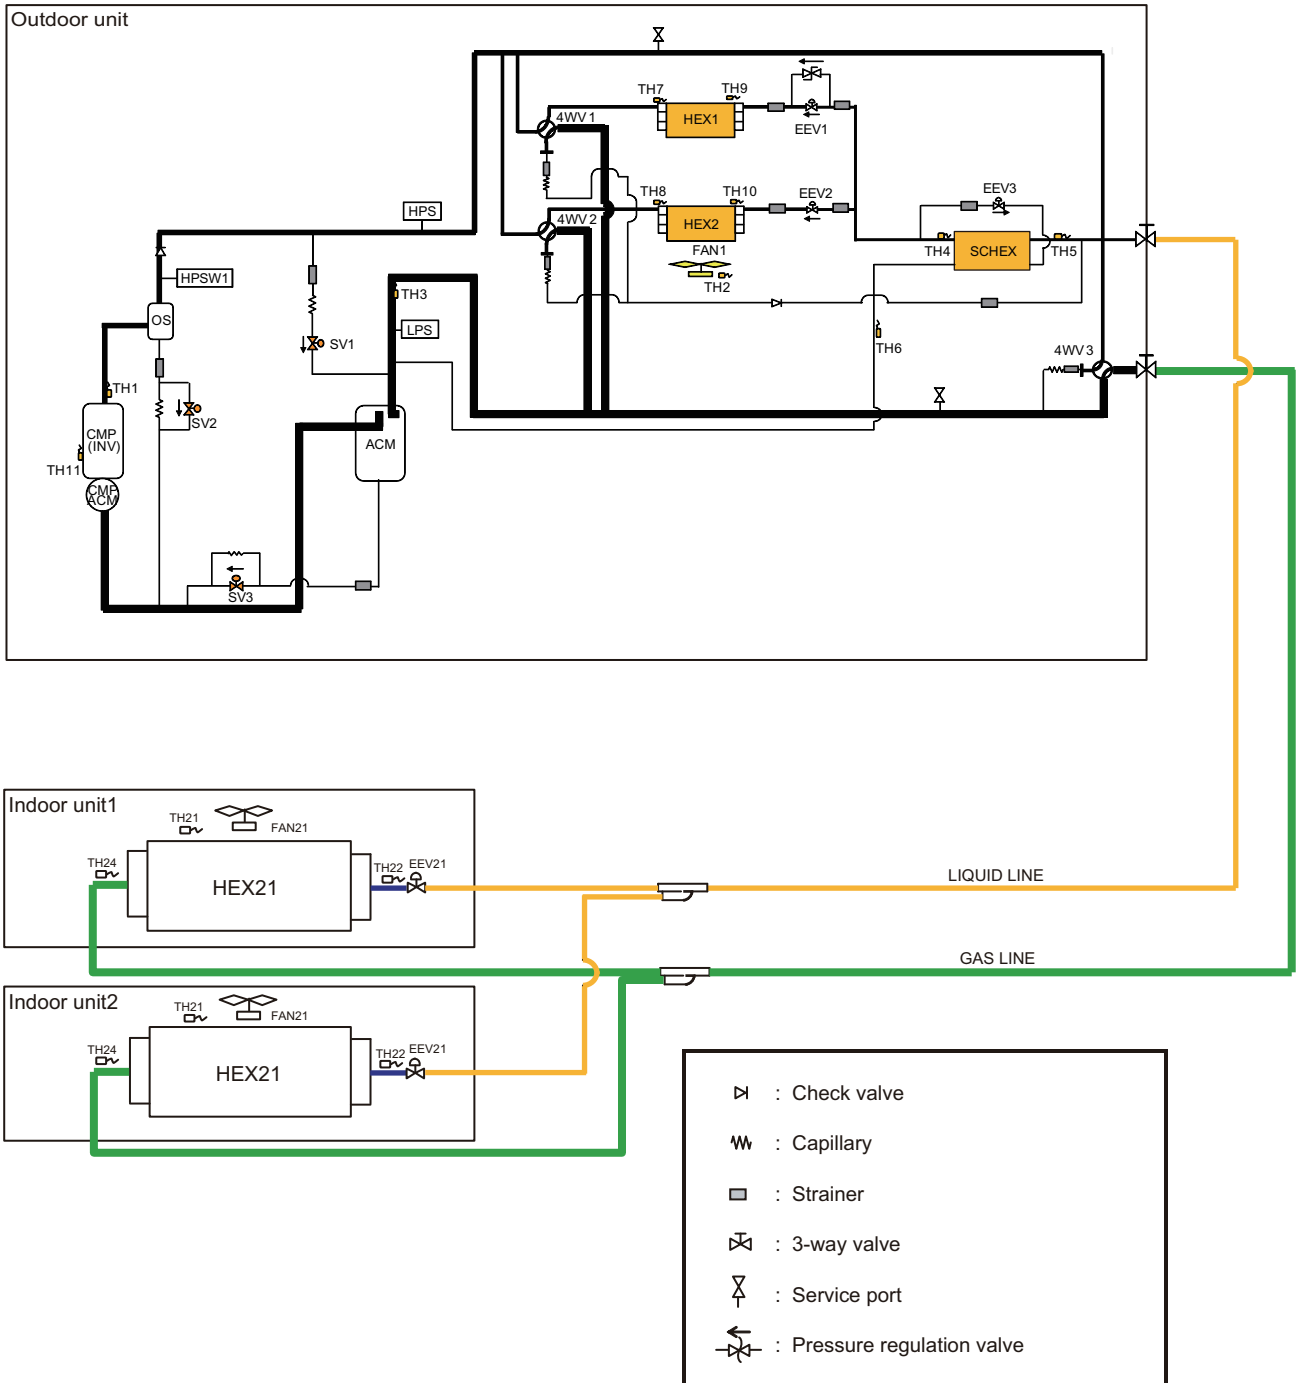 Outdoor unit
TH7
TH9
4WV1
HEX1
EEV1
TH8
TH10
EEV2
EEV3
HPS
4WV2
HEX2
FAN1
TH4
SCHEX
TH5
HPSW1
TH2
TH3
OS
LPS
SV1
TH6
4WV3
TH1
SV2
CMP
(INV)
ACM
TH11
CMP
ACM
SV3
Indoor unit1
TH21
FAN21
TH24
HEX21
TH22
EEV21
LIQUID LINE
GAS LINE
Indoor unit2
TH21
FAN21
TH24
HEX21
TH22
EEV21
: Check valve
: Capillary
: Strainer
: 3-way valve
: Service port
: Pressure regulation valve